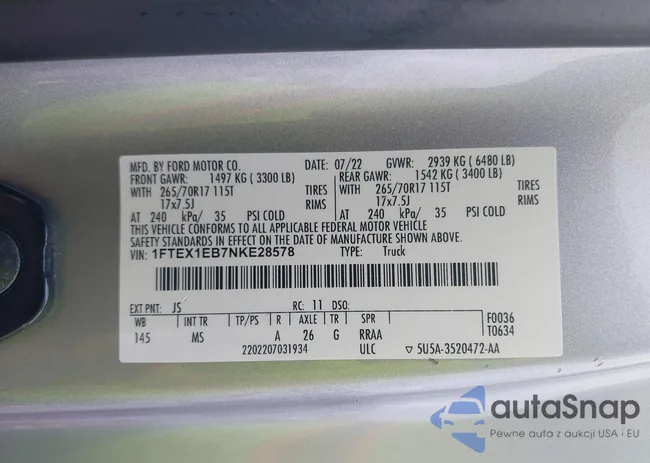 MFD. BY FORD MOTOR CO. DATE: 07/22 GVWR: 2939 KG ( 6480 LB)
FRONT GAWR: 1497 KG ( 3300 LB) REAR GAWR: 1542 KG ( 3400 LB)
WITH 265/70R17 115T TIRES WITH 265/70R17 115T TIRES
17x7.5J RIMS 17x7.5J RIMS
AT 240 kPa/ 35 PSI COLD AT 240 kPa/ 35 PSI COLD
THIS VEHICLE CONFORMS TO ALL APPLICABLE FEDERAL MOTOR VEHICLE
SAFETY STANDARDS IN EFFECT ON THE DATE OF MANUFACTURE SHOWN ABOVE.
VIN: 1FTEX1EB7NKE28578 TYPE: Truck
EXT PNT: JS RC: 11 DSO: F0036
WB INT TR TP/PS R AXLE TR SPR T0634
145 MS A 26 G RRAA
2202207031934 ULC ▽ 5U5A-3520472-AA
autaSnap
Pewne auta z aukcji USA i EU